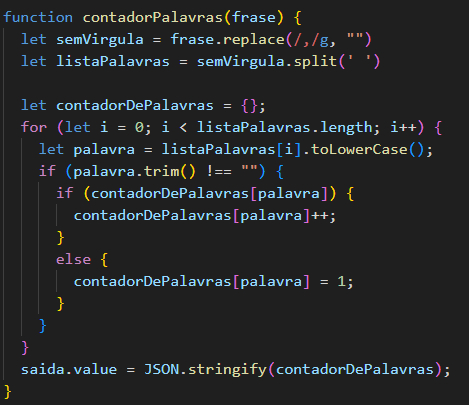 function contadorPalavras(frase) {
  let semVirgula = frase.replace(/,/g, "")
  let listaPalavras = semVirgula.split(' ')

  let contadorDePalavras = {};
  for (let i = 0; i < listaPalavras.length; i++) {
    let palavra = listaPalavras[i].toLowerCase();
    if (palavra.trim() !== "") {
      if (contadorDePalavras[palavra]) {
        contadorDePalavras[palavra]++;
      }
      else {
        contadorDePalavras[palavra] = 1;
      }
    }
  }
  saida.value = JSON.stringify(contadorDePalavras);
}